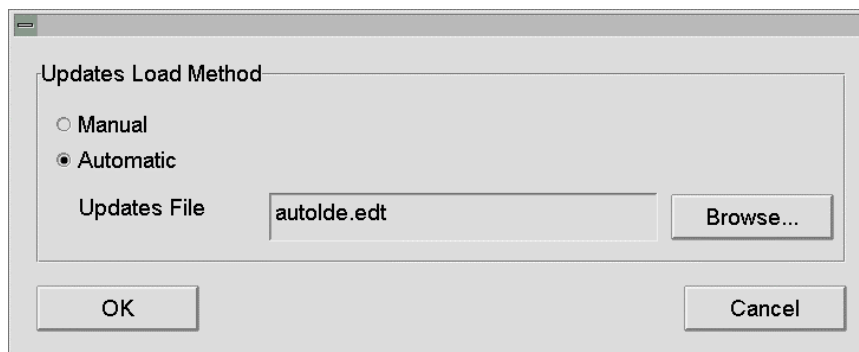 Updates Load Method
Manual
Automatic
Updates File autolde.edt Browse...
OK Cancel